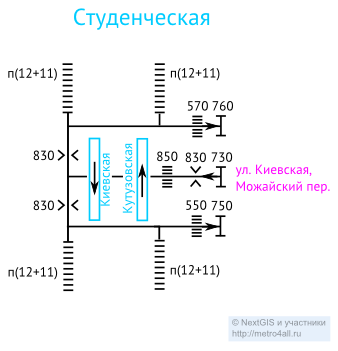 Студенческая
п(12+11) п(12+11)
570 760
830 850 830 730
Киевская
Кутузовская
ул. Киевская,
Можайский пер.
830 550 750
п(12+11) п(12+11)
© NextGIS и участники
http://metro4all.ru